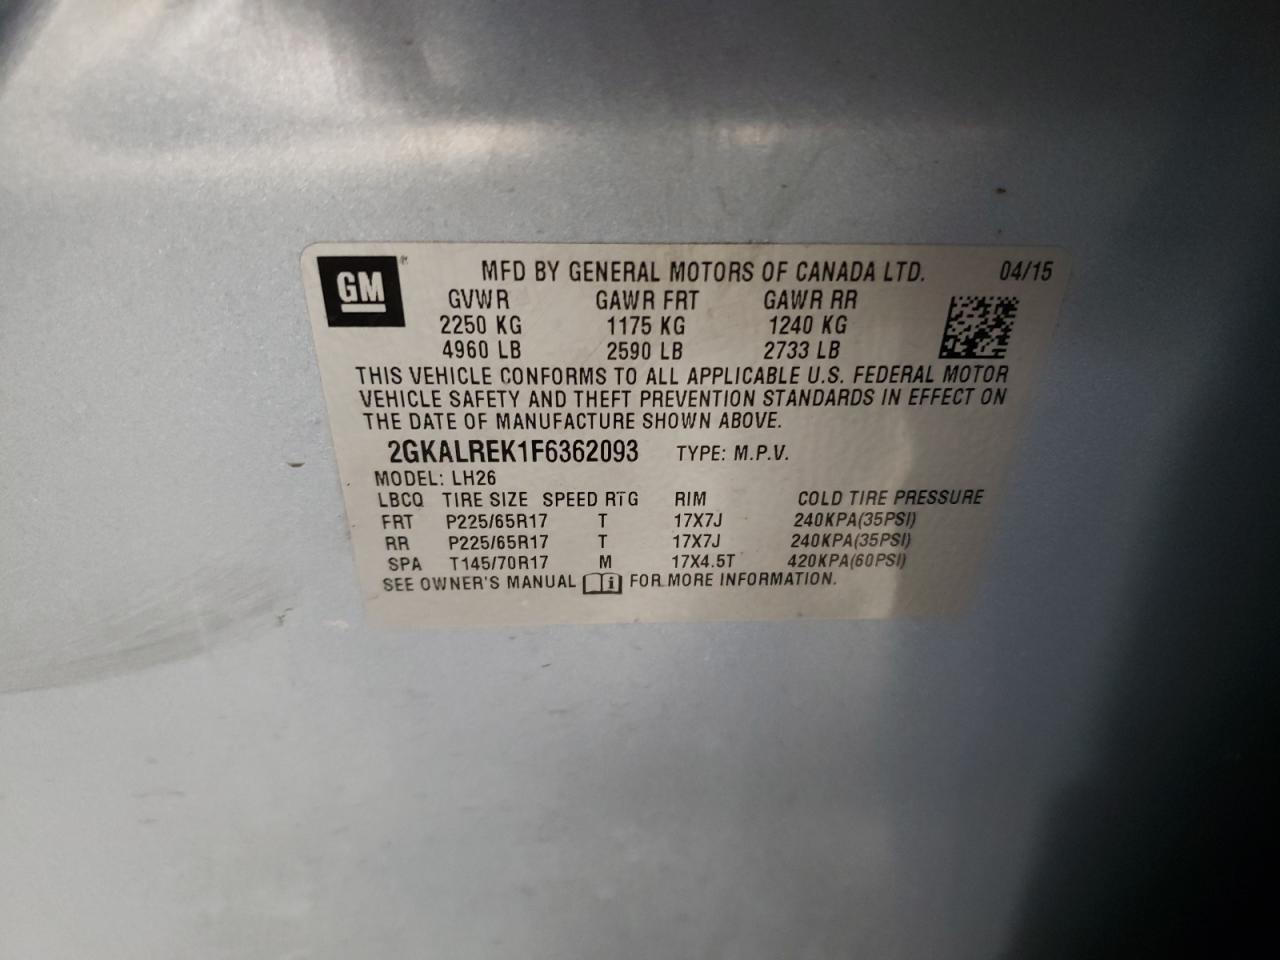 GM ®
MFD BY GENERAL MOTORS OF CANADA LTD. 04/15
GVWR GAWR FRT GAWR RR
2250 KG 1175 KG 1240 KG
4960 LB 2590 LB 2733 LB
THIS VEHICLE CONFORMS TO ALL APPLICABLE U.S. FEDERAL MOTOR
VEHICLE SAFETY AND THEFT PREVENTION STANDARDS IN EFFECT ON
THE DATE OF MANUFACTURE SHOWN ABOVE.
2GKALREK1F6362093 TYPE: M.P.V.
MODEL: LH26
LBCQ TIRE SIZE SPEED RTG RIM COLD TIRE PRESSURE
FRT P225/65R17 T 17X7J 240KPA(35PSI)
RR P225/65R17 T 17X7J 240KPA(35PSI)
SPA T145/70R17 M 17X4.5T 420KPA(60PSI)
SEE OWNER'S MANUAL i FOR MORE INFORMATION.